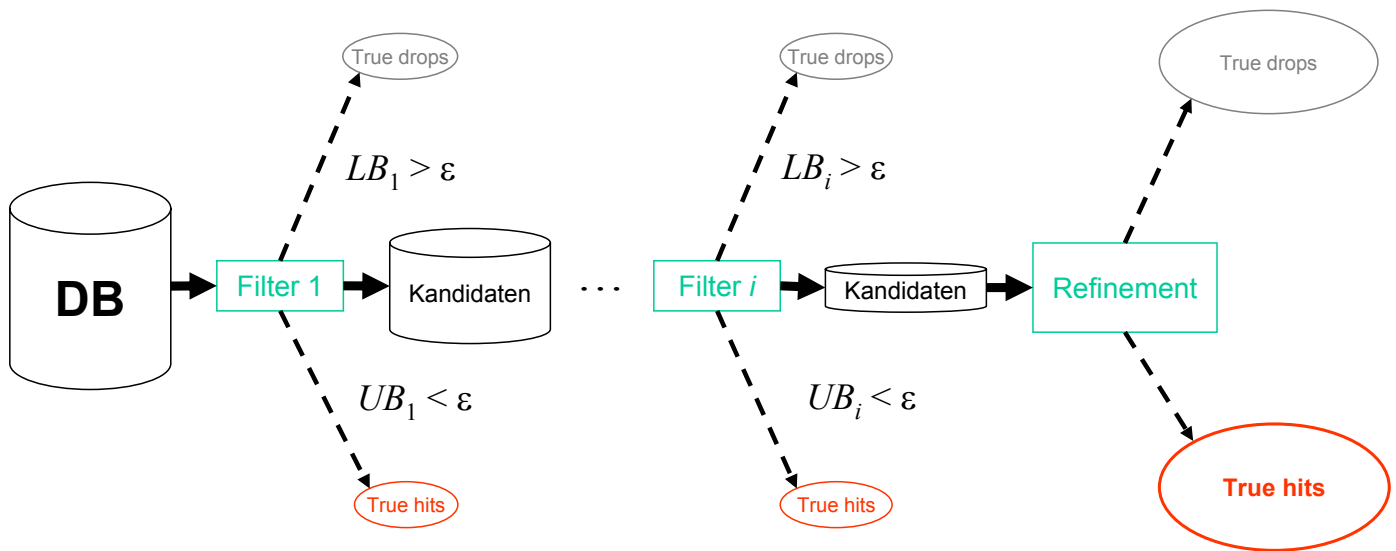 True drops
True drops
True drops
LB₁ > ε
LBᵢ > ε
DB
Filter 1
Kandidaten
...
Filter i
Kandidaten
Refinement
UB₁ < ε
UBᵢ < ε
True hits
True hits
True hits